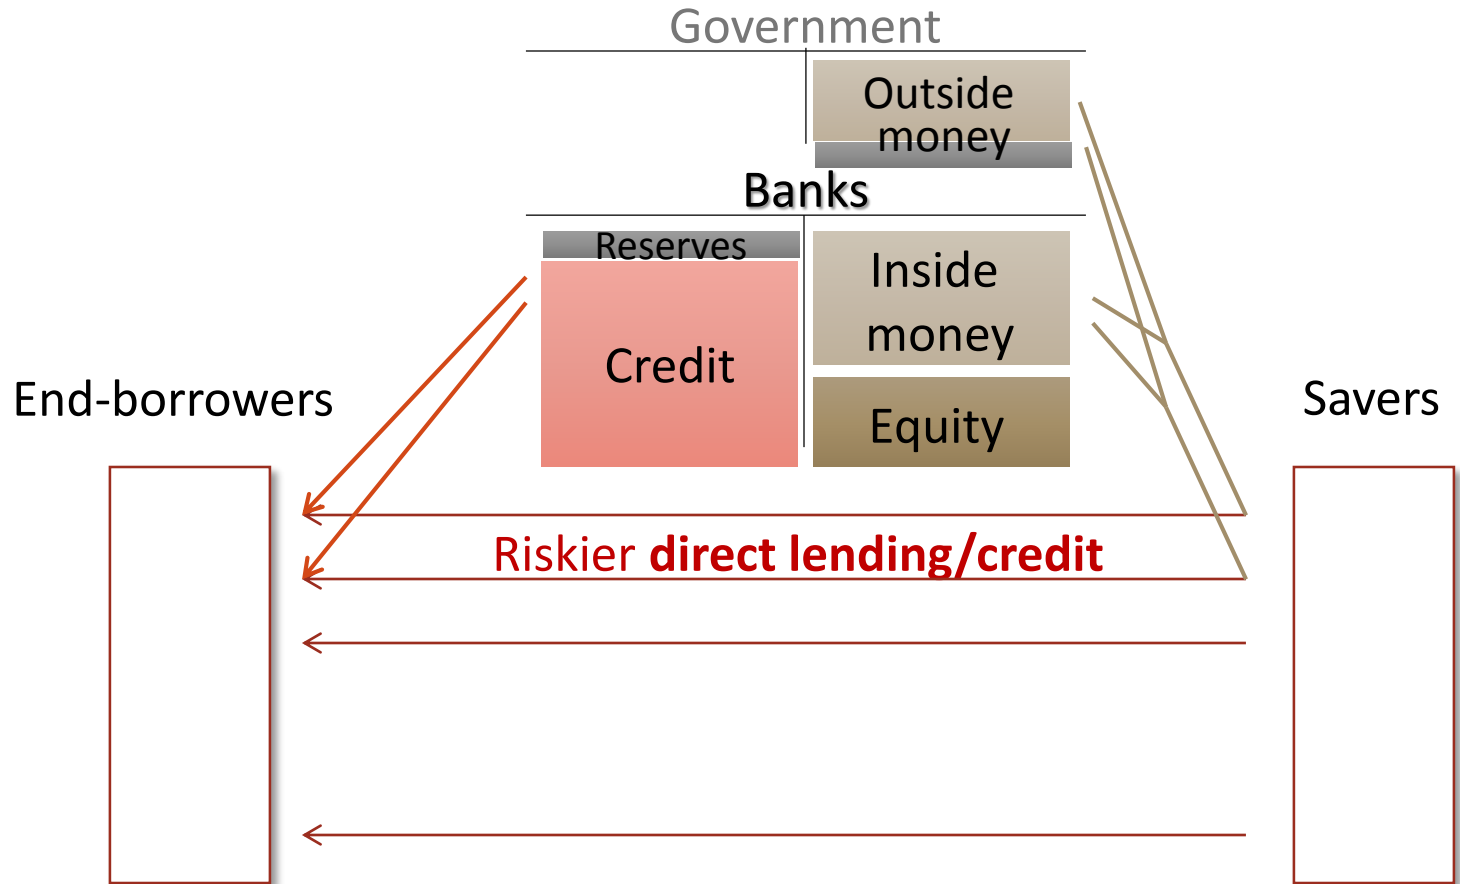 Government
Outside
money
Banks
Reserves
Inside
money
Credit
Equity
End-borrowers
Savers
Riskier direct lending/credit